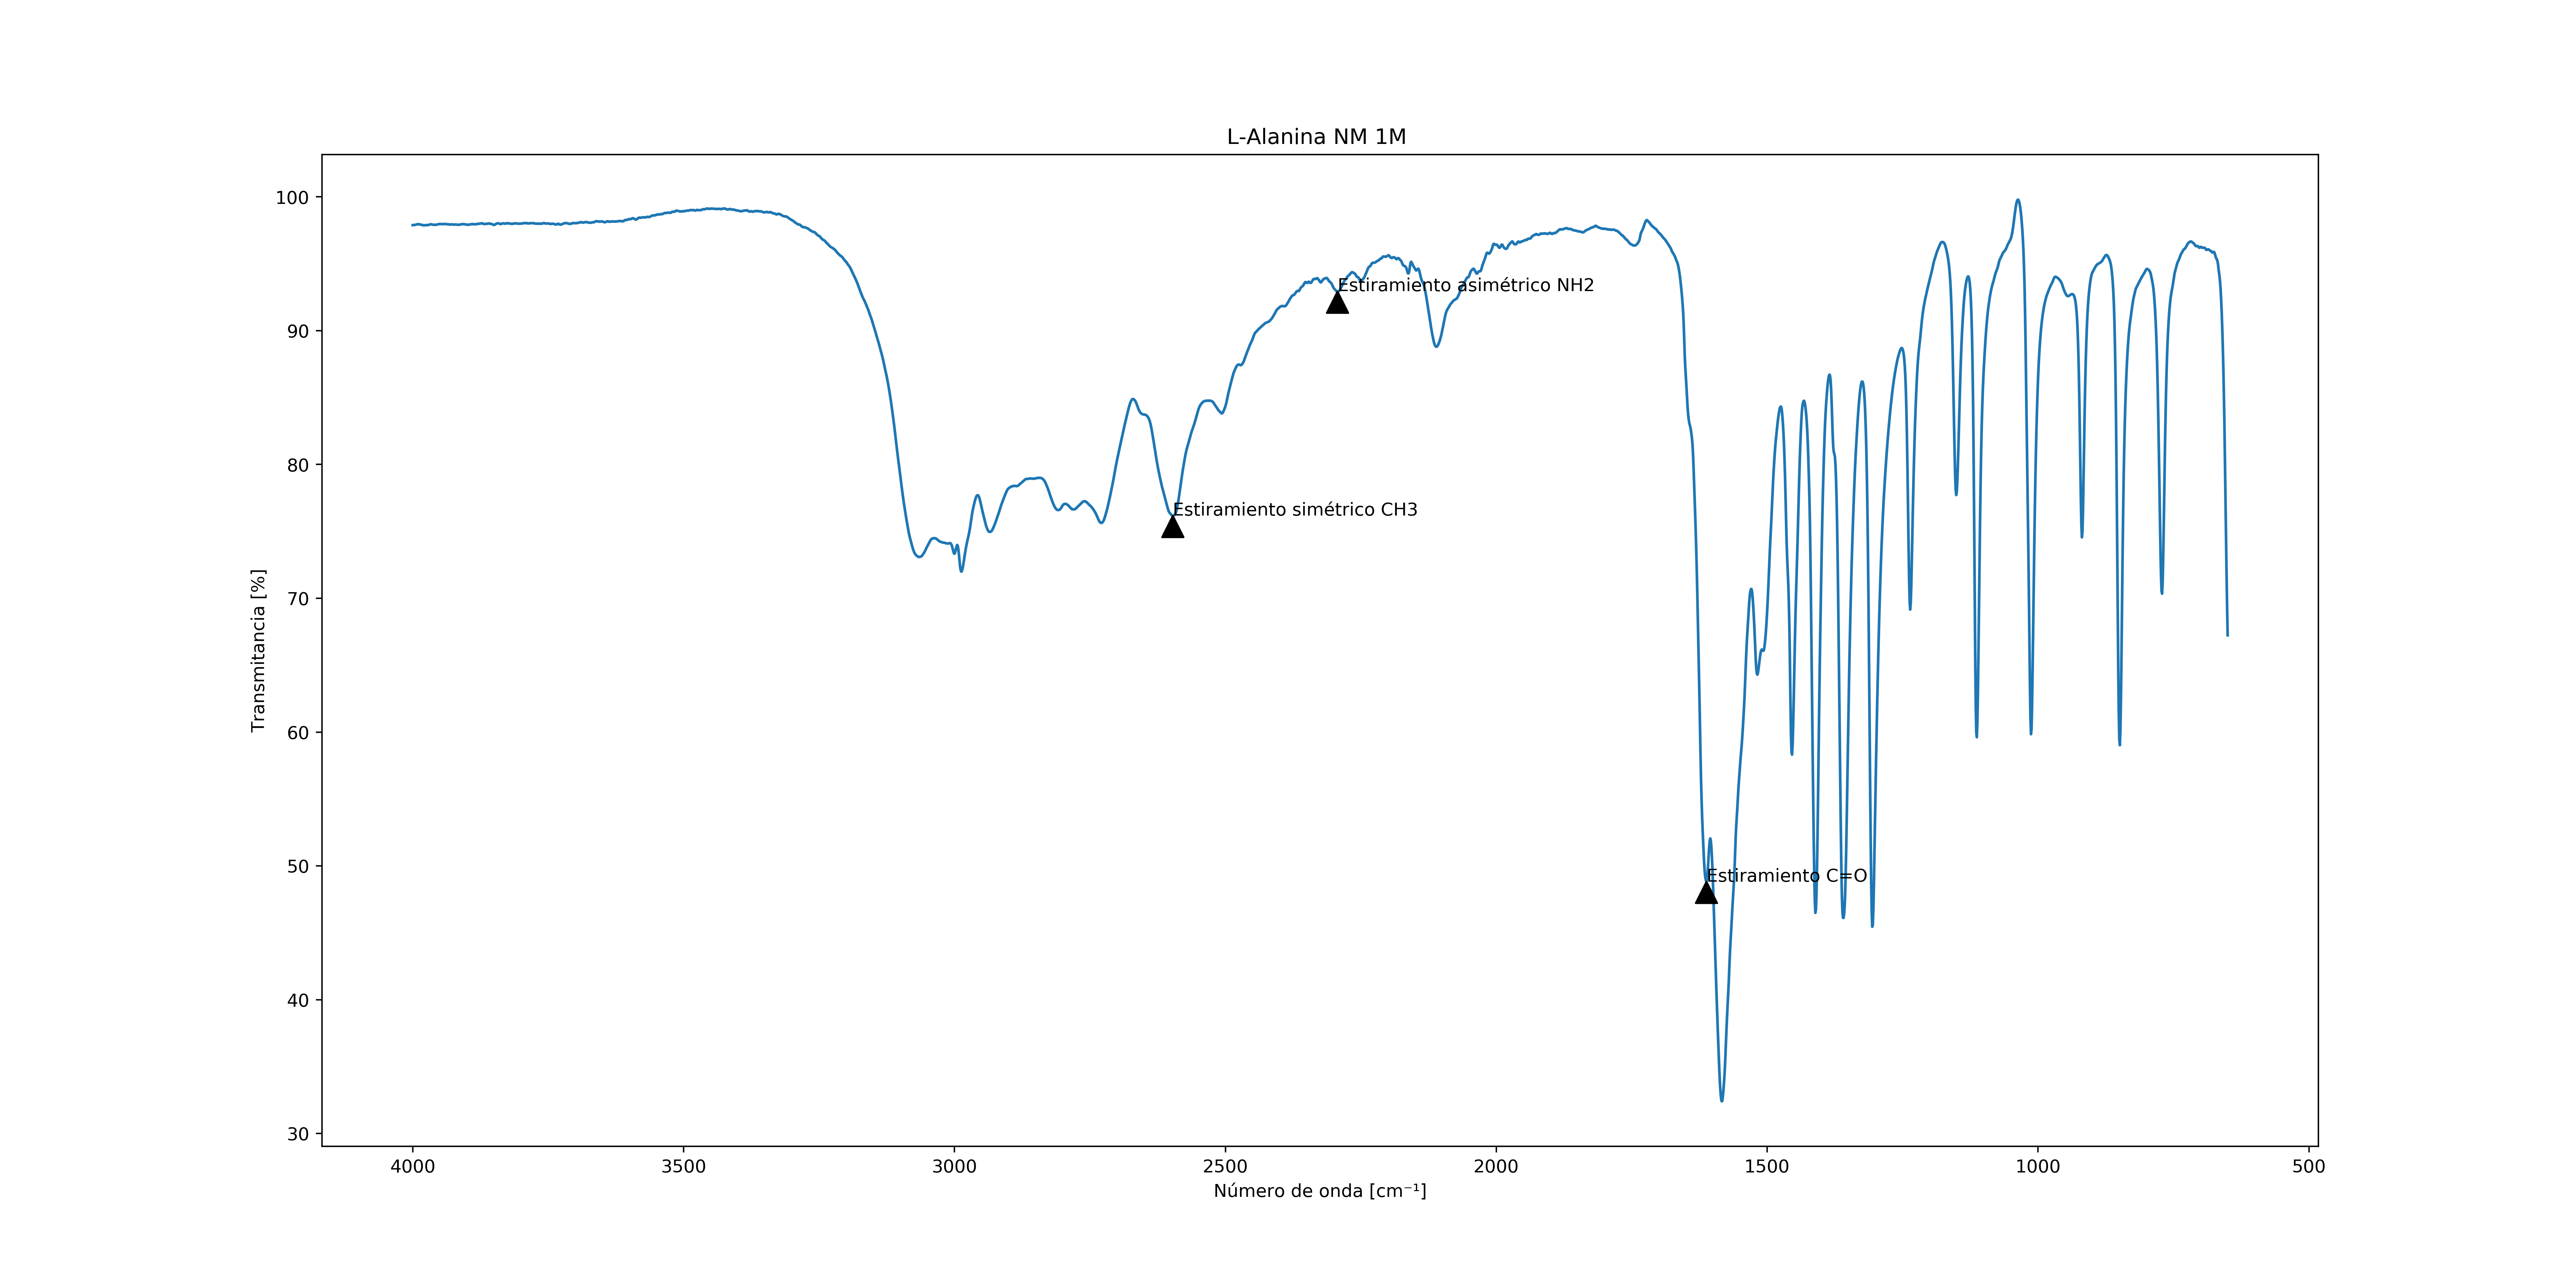 L-Alanina NM 1M
Transmitancia [%]
100
90
80
70
60
50
40
30
Estiramiento asimétrico NH2
Estiramiento simétrico CH3
Estiramiento C=O
4000 3500 3000 2500 2000 1500 1000 500
Número de onda [cm⁻¹]